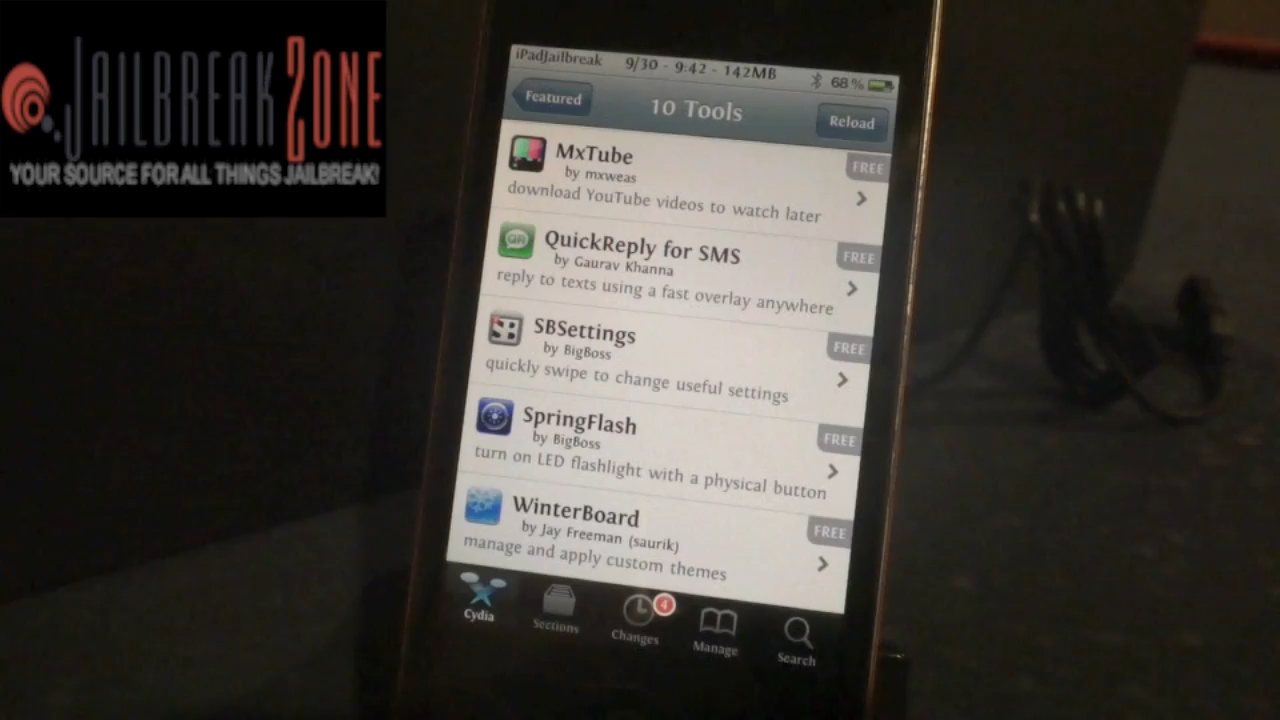 JAILBREAK ZONE
YOUR SOURCE FOR ALL THINGS JAILBREAK!
iPadJailbreak 9/30 - 9:42 - 142MB 68%
Featured 10 Tools Reload
MxTube FREE
by mxweas
download YouTube videos to watch later
QR
QuickReply for SMS FREE
by Gaurav Khanna
reply to texts using a fast overlay anywhere
SBSettings FREE
by BigBoss
quickly swipe to change useful settings
SpringFlash FREE
by BigBoss
turn on LED flashlight with a physical button
WinterBoard FREE
by Jay Freeman (saurik)
manage and apply custom themes
4
Cydia Sections Changes Manage Search